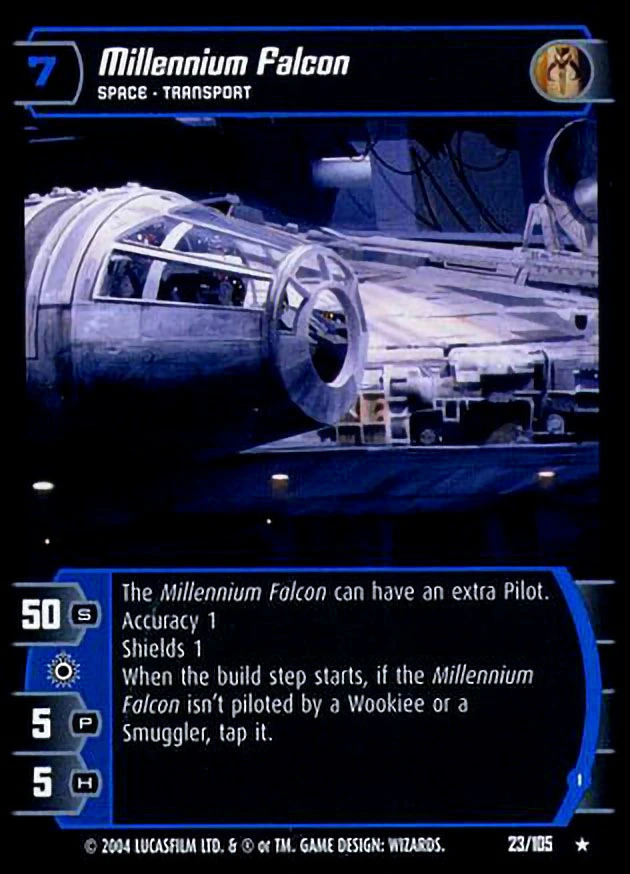 7
Millennium Falcon
SPACE · TRANSPORT
The Millennium Falcon can have an extra Pilot.
Accuracy 1
Shields 1
When the build step starts, if the Millennium
Falcon isn't piloted by a Wookiee or a
Smuggler, tap it.
50 S
5 P
5 H
1
© 2004 LUCASFILM LTD. & ® or TM. GAME DESIGN: WIZARDS.
23/105